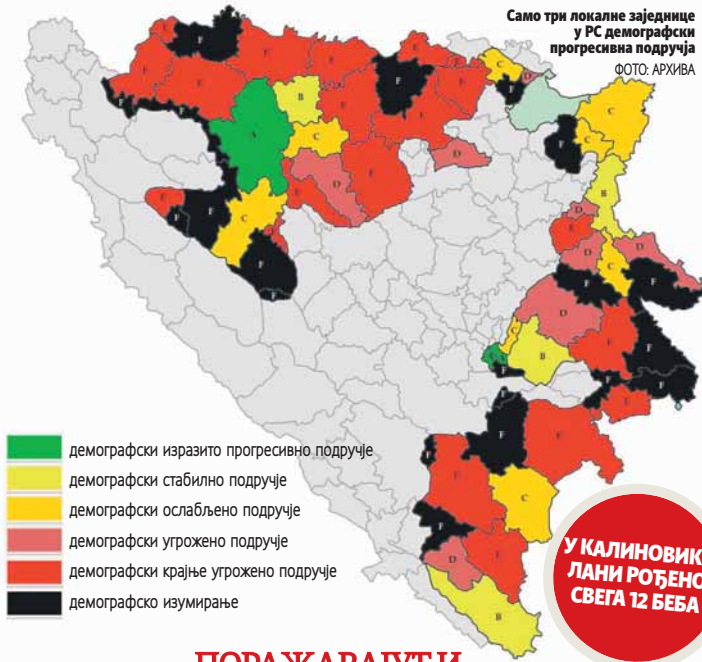 Само три локалне заједнице
у РС демографски
прогресивна подручја
ФОТО: АРХИВА
демографски изразито прогресивно подручје
демографски стабилно подручје
демографски ослабљено подручје
демографски угрожено подручје
демографски крајње угрожено подручје
демографско изумирање
У КАЛИНОВИК
ЛАНИ РОЂЕНО
СВЕГА 12 БЕБА